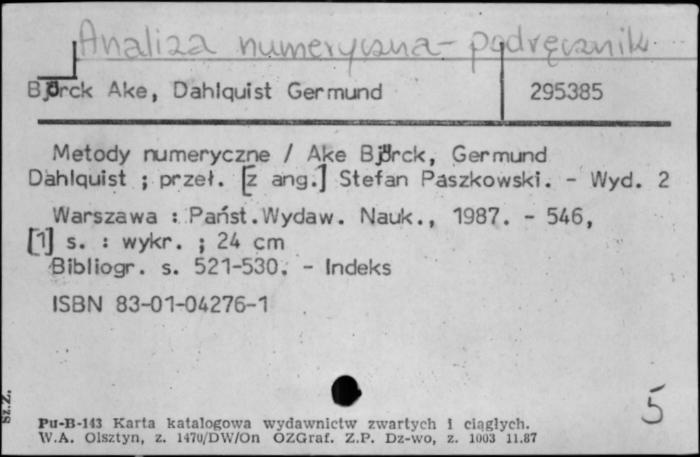 Analiza numeryczna - podręcznik
Björck Ake, Dahlquist Germund 295385
Metody numeryczne / Ake Björck, Germund
Dahlquist ; przeł. [z ang.] Stefan Paszkowski. - Wyd. 2
Warszawa : Państ.Wydaw. Nauk., 1987. - 546,
[1] s. : wykr. ; 24 cm
Bibliogr. s. 521-530. - Indeks
ISBN 83-01-04276-1
5
Sz.Z.
Pu-B-143 Karta katalogowa wydawnictw zwartych i ciągłych.
W.A. Olsztyn, z. 1470/DW/On OZGraf. Z.P. Dz-wo, z. 1003 11.87